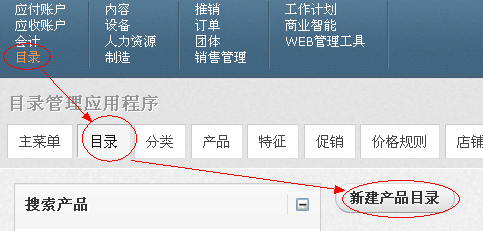 应付账户 内容 推销 工作计划
应收账户 设备 订单 商业智能
会计 人力资源 团体 WEB管理工具
目录 制造 销售管理
目录管理应用程序
主菜单 目录 分类 产品 特征 促销 价格规则 店铺
搜索产品 新建产品目录